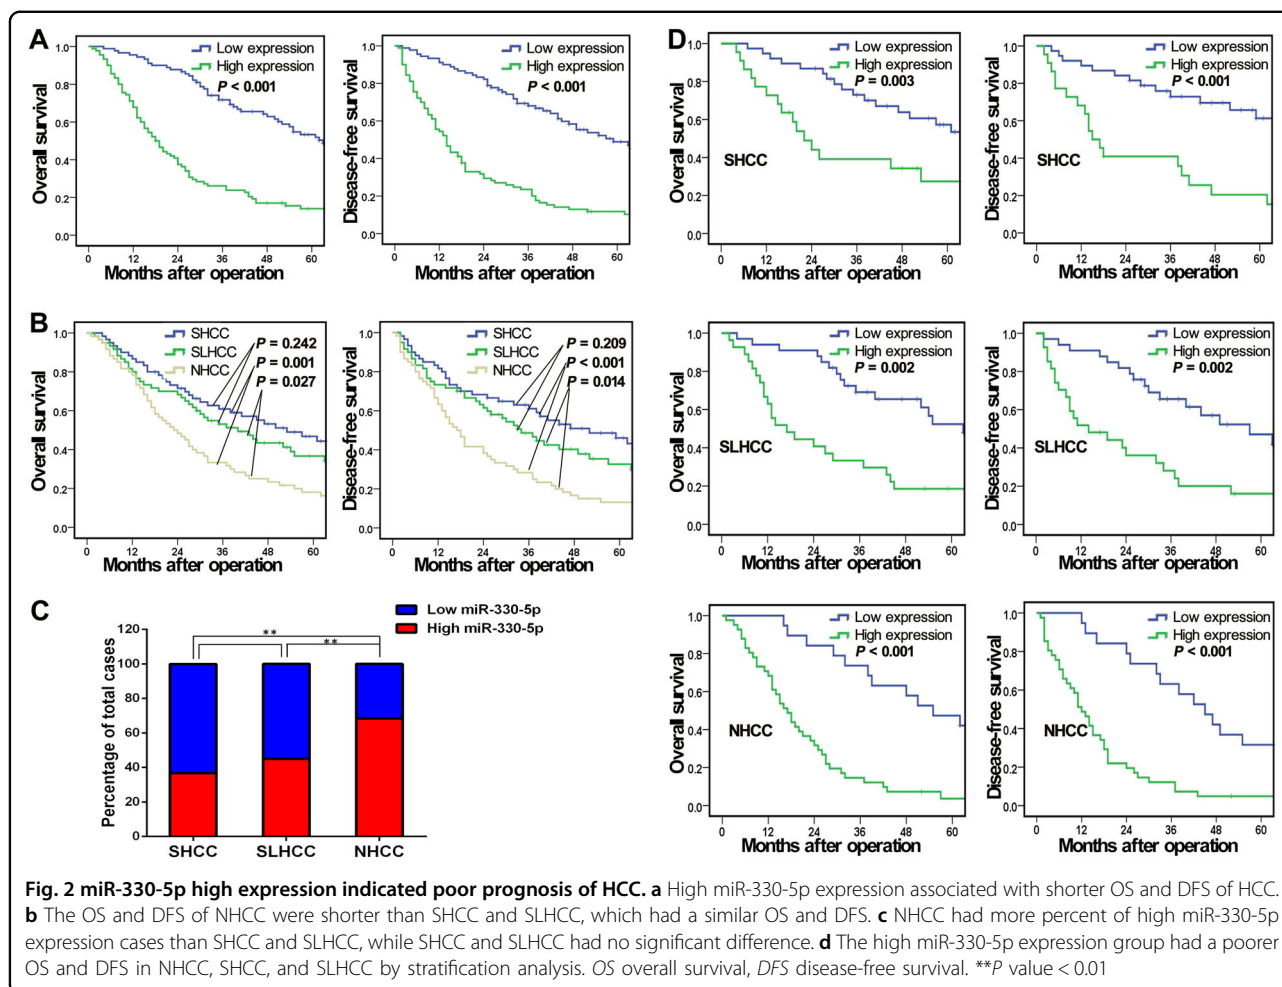 A
Low expression
High expression
P < 0.001
Overall survival
1.0
0.8
0.6
0.4
0.2
0.0
0 12 24 36 48 60
Months after operation
Low expression
High expression
P < 0.001
Disease-free survival
1.0
0.8
0.6
0.4
0.2
0.0
0 12 24 36 48 60
Months after operation
B
SHCC
SLHCC
NHCC
P = 0.242
P = 0.001
P = 0.027
Overall survival
1.0
0.8
0.6
0.4
0.2
0.0
0 12 24 36 48 60
Months after operation
SHCC
SLHCC
NHCC
P = 0.209
P < 0.001
P = 0.014
Disease-free survival
1.0
0.8
0.6
0.4
0.2
0.0
0 12 24 36 48 60
Months after operation
C
Low miR-330-5p
High miR-330-5p
Percentage of total cases
120
100
80
60
40
20
0
**
**
SHCC SLHCC NHCC
D
Low expression
High expression
P = 0.003
SHCC
Overall survival
1.0
0.8
0.6
0.4
0.2
0.0
0 12 24 36 48 60
Months after operation
Low expression
High expression
P < 0.001
SHCC
Disease-free survival
1.0
0.8
0.6
0.4
0.2
0.0
0 12 24 36 48 60
Months after operation
Low expression
High expression
P = 0.002
SLHCC
Overall survival
1.0
0.8
0.6
0.4
0.2
0.0
0 12 24 36 48 60
Months after operation
Low expression
High expression
P = 0.002
SLHCC
Disease-free survival
1.0
0.8
0.6
0.4
0.2
0.0
0 12 24 36 48 60
Months after operation
Low expression
High expression
P < 0.001
NHCC
Overall survival
1.0
0.8
0.6
0.4
0.2
0.0
0 12 24 36 48 60
Months after operation
Low expression
High expression
P < 0.001
NHCC
Disease-free survival
1.0
0.8
0.6
0.4
0.2
0.0
0 12 24 36 48 60
Months after operation
Fig. 2 miR-330-5p high expression indicated poor prognosis of HCC. a High miR-330-5p expression associated with shorter OS and DFS of HCC.
b The OS and DFS of NHCC were shorter than SHCC and SLHCC, which had a similar OS and DFS. c NHCC had more percent of high miR-330-5p
expression cases than SHCC and SLHCC, while SHCC and SLHCC had no significant difference. d The high miR-330-5p expression group had a poorer
OS and DFS in NHCC, SHCC, and SLHCC by stratification analysis. OS overall survival, DFS disease-free survival. **P value < 0.01